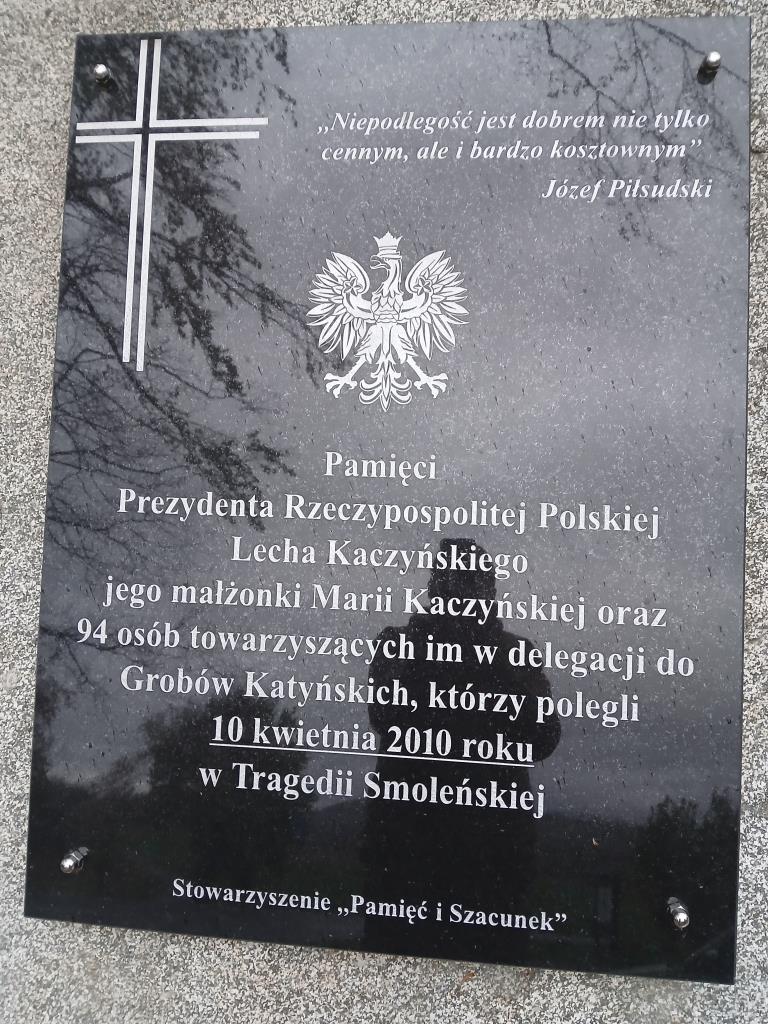 „Niepodległość jest dobrem nie tylko
cennym, ale i bardzo kosztownym”
Józef Piłsudski
Pamięci
Prezydenta Rzeczypospolitej Polskiej
Lecha Kaczyńskiego
jego małżonki Marii Kaczyńskiej oraz
94 osób towarzyszących im w delegacji do
Grobów Katyńskich, którzy polegli
10 kwietnia 2010 roku
w Tragedii Smoleńskiej
Stowarzyszenie „Pamięć i Szacunek”